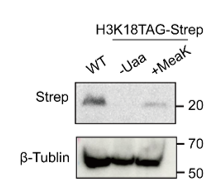 H3K18TAG-Strep
WT -Uaa +MeaK
Strep 20
β-Tublin 70
50